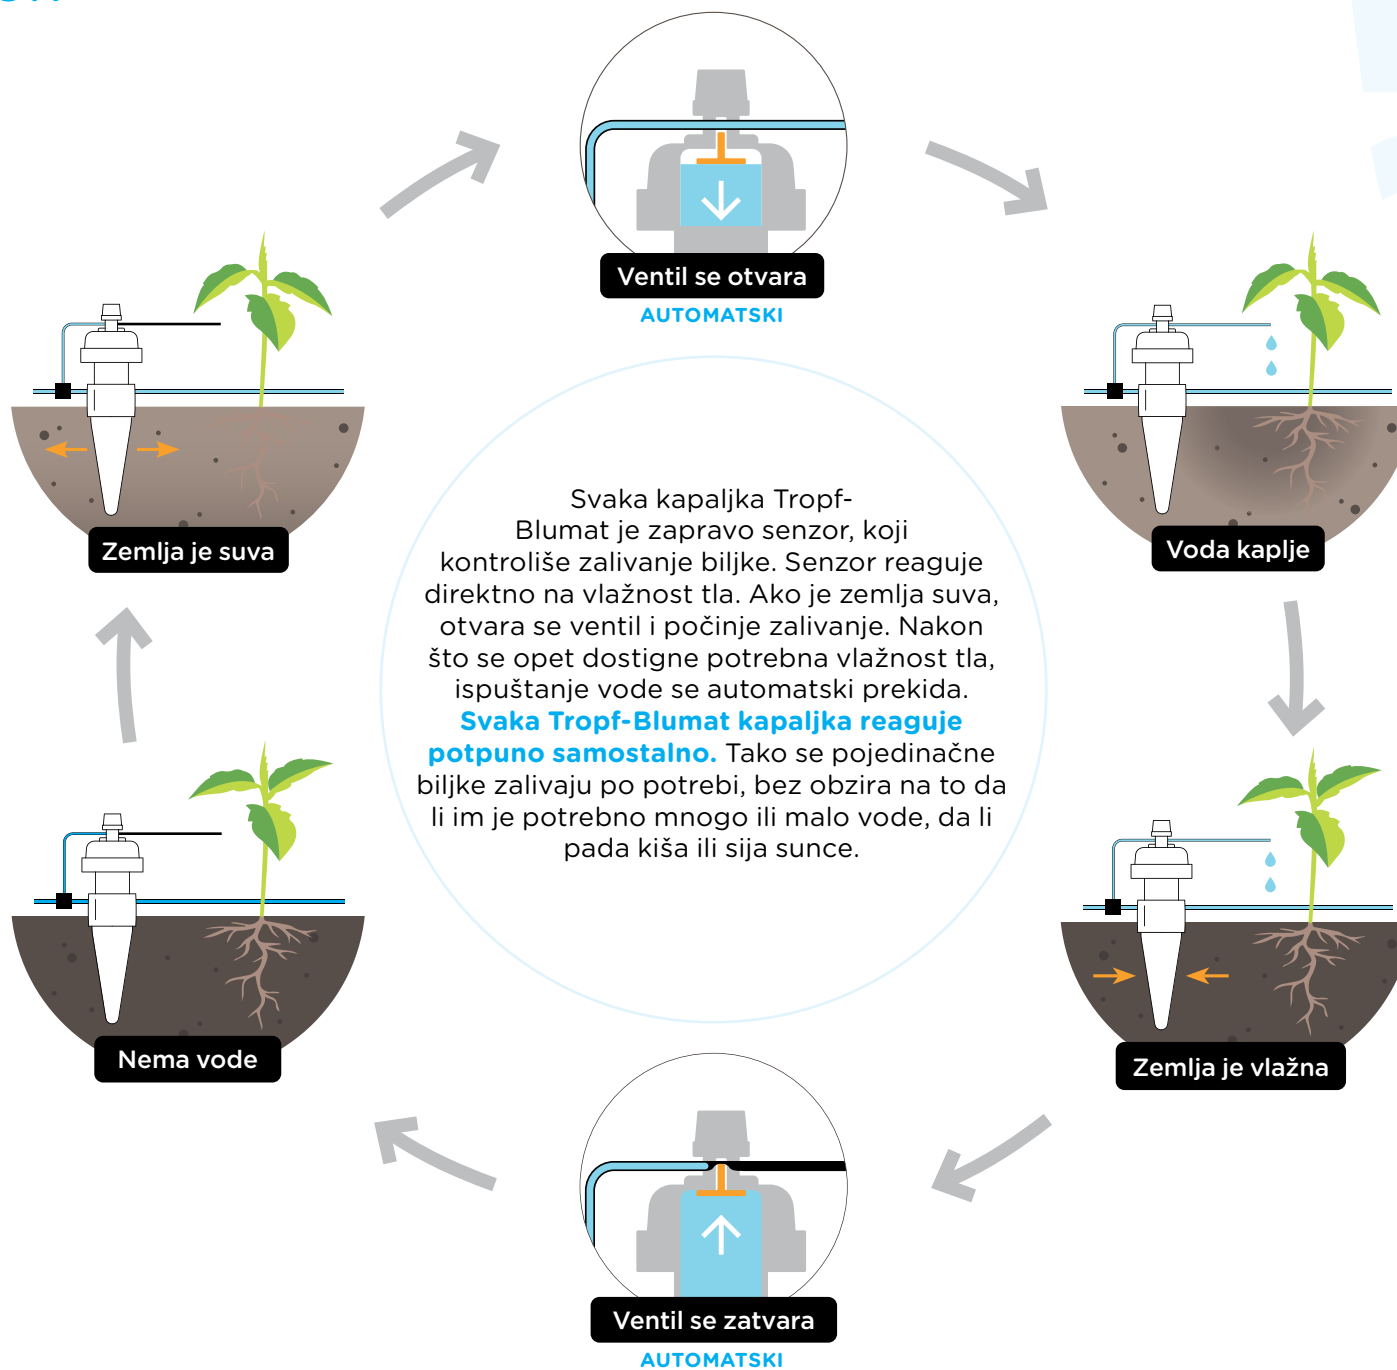 Ventil se otvara
AUTOMATSKI
Zemlja je suva
Voda kaplje
Svaka kapaljka Tropf-
Blumat je zapravo senzor, koji
kontroliše zalivanje biljke. Senzor reaguje
direktno na vlažnost tla. Ako je zemlja suva,
otvara se ventil i počinje zalivanje. Nakon
što se opet dostigne potrebna vlažnost tla,
ispuštanje vode se automatski prekida.
Svaka Tropf-Blumat kapaljka reaguje
potpuno samostalno. Tako se pojedinačne
biljke zalivaju po potrebi, bez obzira na to da
li im je potrebno mnogo ili malo vode, da li
pada kiša ili sija sunce.
Nema vode
Zemlja je vlažna
Ventil se zatvara
AUTOMATSKI